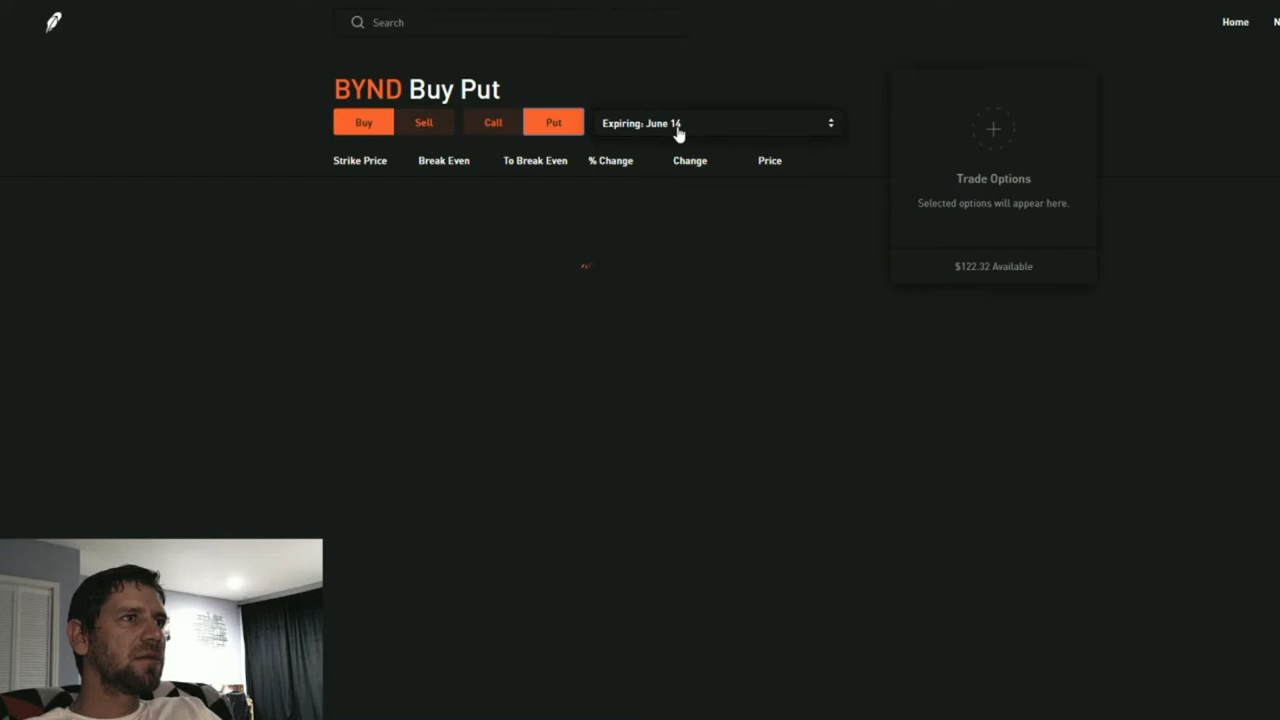 Search
Home
N
BYND Buy Put
Buy
Sell
Call
Put
Expiring: June 14
Strike Price
Break Even
To Break Even
% Change
Change
Price
Trade Options
Selected options will appear here.
$122.32 Available